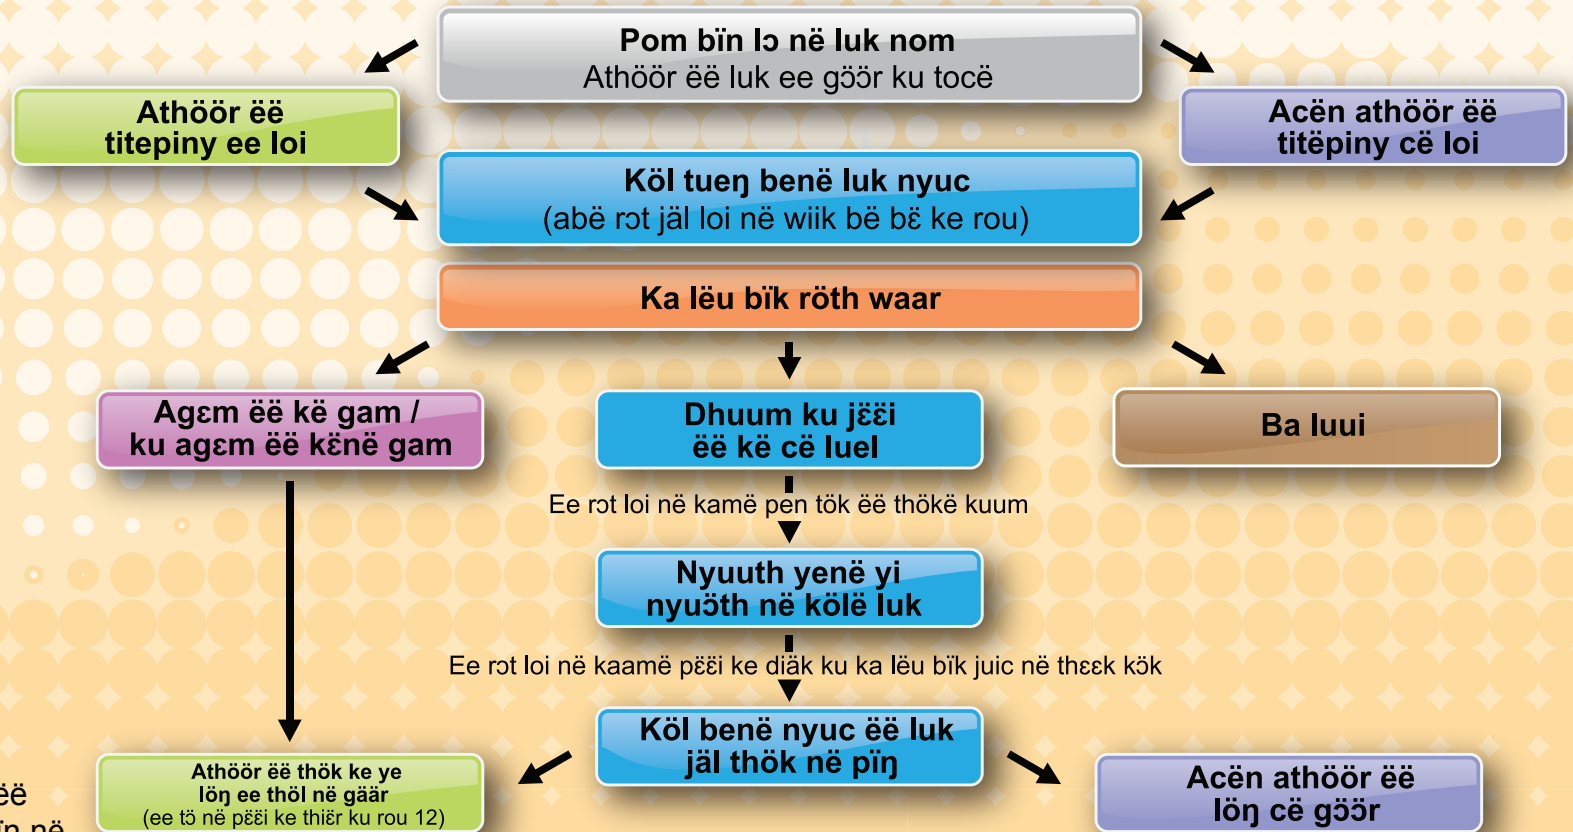 Pom bïn lɔ në luk nom
Athöör ëë luk ee gɔ̈ɔ̈r ku tocë
Athöör ëë
titepiny ee loi
Acën athöör ëë
titëpiny cë loi
Köl tueŋ benë luk nyuc
(abë rɔt jäl loi në wiik bë bɛ̈ ke rou)
Ka lëu bïk röth waar
Agɛm ëë kë gam /
ku agɛm ëë kɛ̈në gam
Dhuum ku jɛ̈ɛ̈i
ëë kë cë luel
Ba luui
Ee rɔt loi në kamë pen tök ëë thökë kuum
Nyuuth yenë yi
nyuɔ̈th në kölë luk
Ee rɔt loi në kaamë pɛ̈ɛ̈i ke diäk ku ka lëu bïk juic në thɛɛk kɔ̈k
Köl benë nyuc ëë luk
jäl thök në pïŋ
Athöör ëë thök ke ye
löŋ ee thöl në gäär
(ee tɔ̈ në pɛ̈ɛ̈i ke thiɛ̈r ku rou 12)
Acën athöör ëë
löŋ cë gɔ̈ɔ̈r
ëë
ïn në